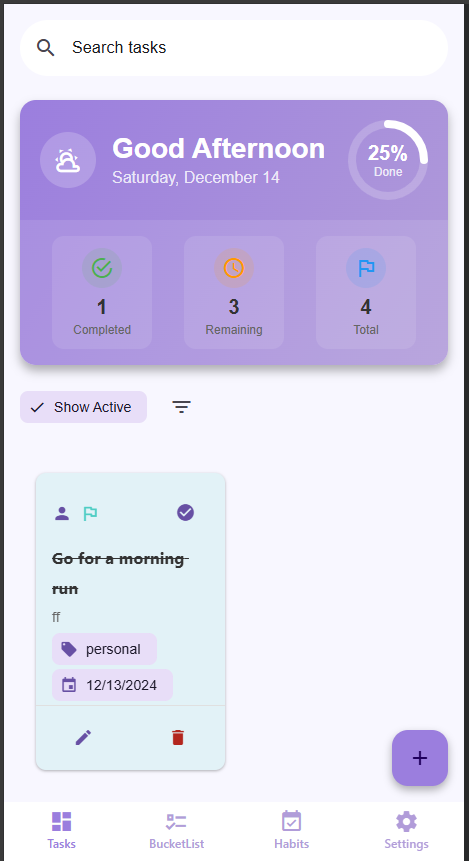 Search tasks
Good Afternoon
Saturday, December 14
25%
Done
1
Completed
3
Remaining
4
Total
Show Active
Go for a morning
run
ff
personal
12/13/2024
+
Tasks
BucketList
Habits
Settings